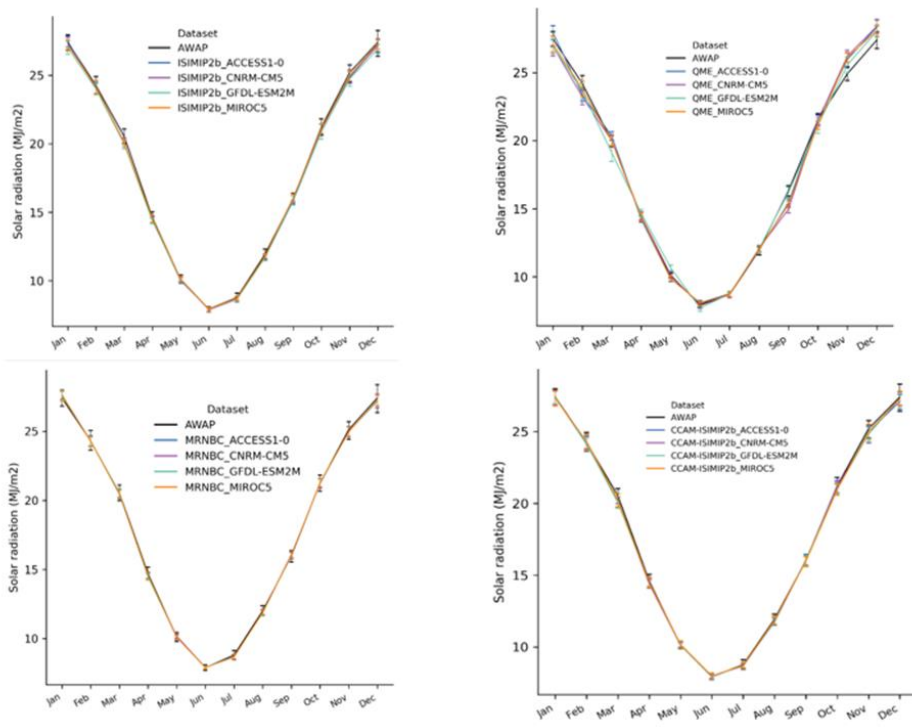 Solar radiation (MJ/m2)
25
20
15
10
Dataset
AWAP
ISIMIP2b_ACCESS1-0
ISIMIP2b_CNRM-CM5
ISIMIP2b_GFDL-ESM2M
ISIMIP2b_MIROC5
Jan Feb Mar Apr May Jun Jul Aug Sep Oct Nov Dec
Solar radiation (MJ/m2)
25
20
15
10
Dataset
AWAP
QME_ACCESS1-0
QME_CNRM-CM5
QME_GFDL-ESM2M
QME_MIROC5
Jan Feb Mar Apr May Jun Jul Aug Sep Oct Nov Dec
Solar radiation (MJ/m2)
25
20
15
10
Dataset
AWAP
MRNBC_ACCESS1-0
MRNBC_CNRM-CM5
MRNBC_GFDL-ESM2M
MRNBC_MIROC5
Jan Feb Mar Apr May Jun Jul Aug Sep Oct Nov Dec
Solar radiation (MJ/m2)
25
20
15
10
Dataset
AWAP
CCAM-ISIMIP2b_ACCESS1-0
CCAM-ISIMIP2b_CNRM-CM5
CCAM-ISIMIP2b_GFDL-ESM2M
CCAM-ISIMIP2b_MIROC5
Jan Feb Mar Apr May Jun Jul Aug Sep Oct Nov Dec